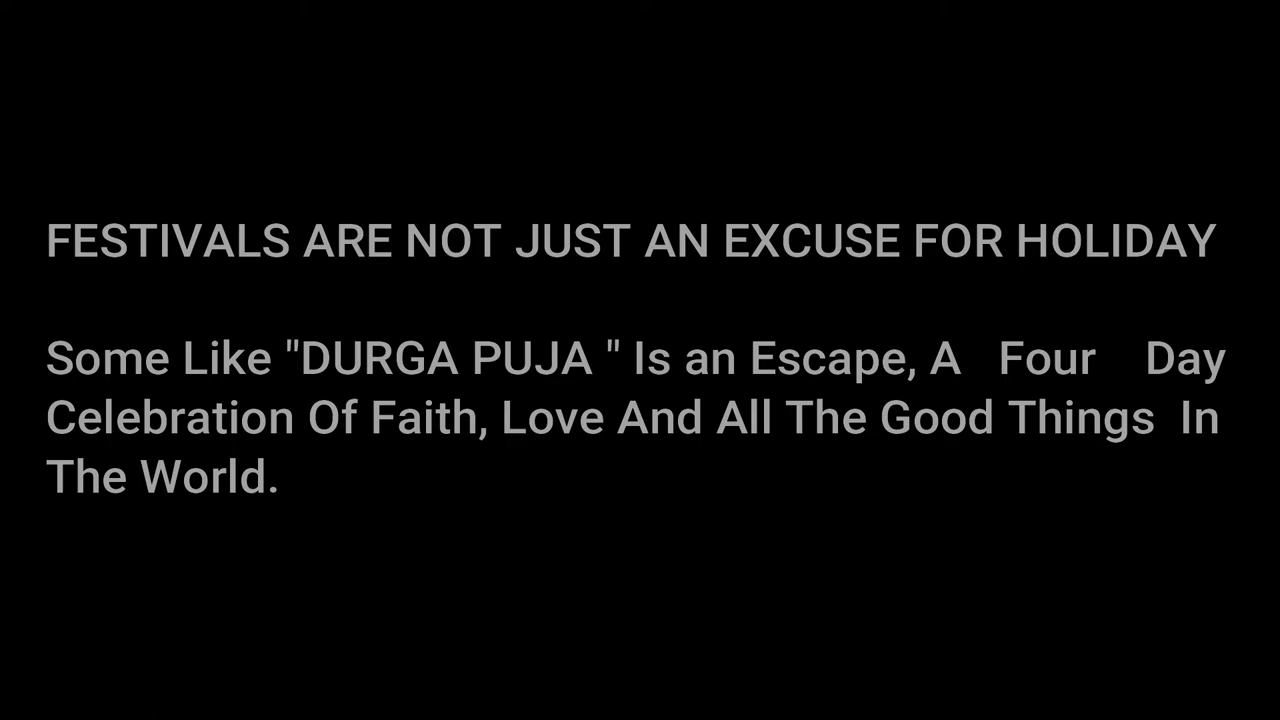 FESTIVALS ARE NOT JUST AN EXCUSE FOR HOLIDAY
Some Like "DURGA PUJA " Is an Escape, A Four Day
Celebration Of Faith, Love And All The Good Things In
The World.